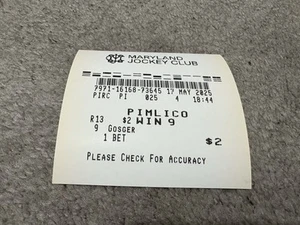 MARYLAND
JOCKEY CLUB
7971-16168-73645 17 MAY 2025
PIRC PI 025 4 18:44
PIMLICO
R13 $2 WIN 9
9 Gosger
1 BET
$2
PLEASE CHECK FOR ACCURACY